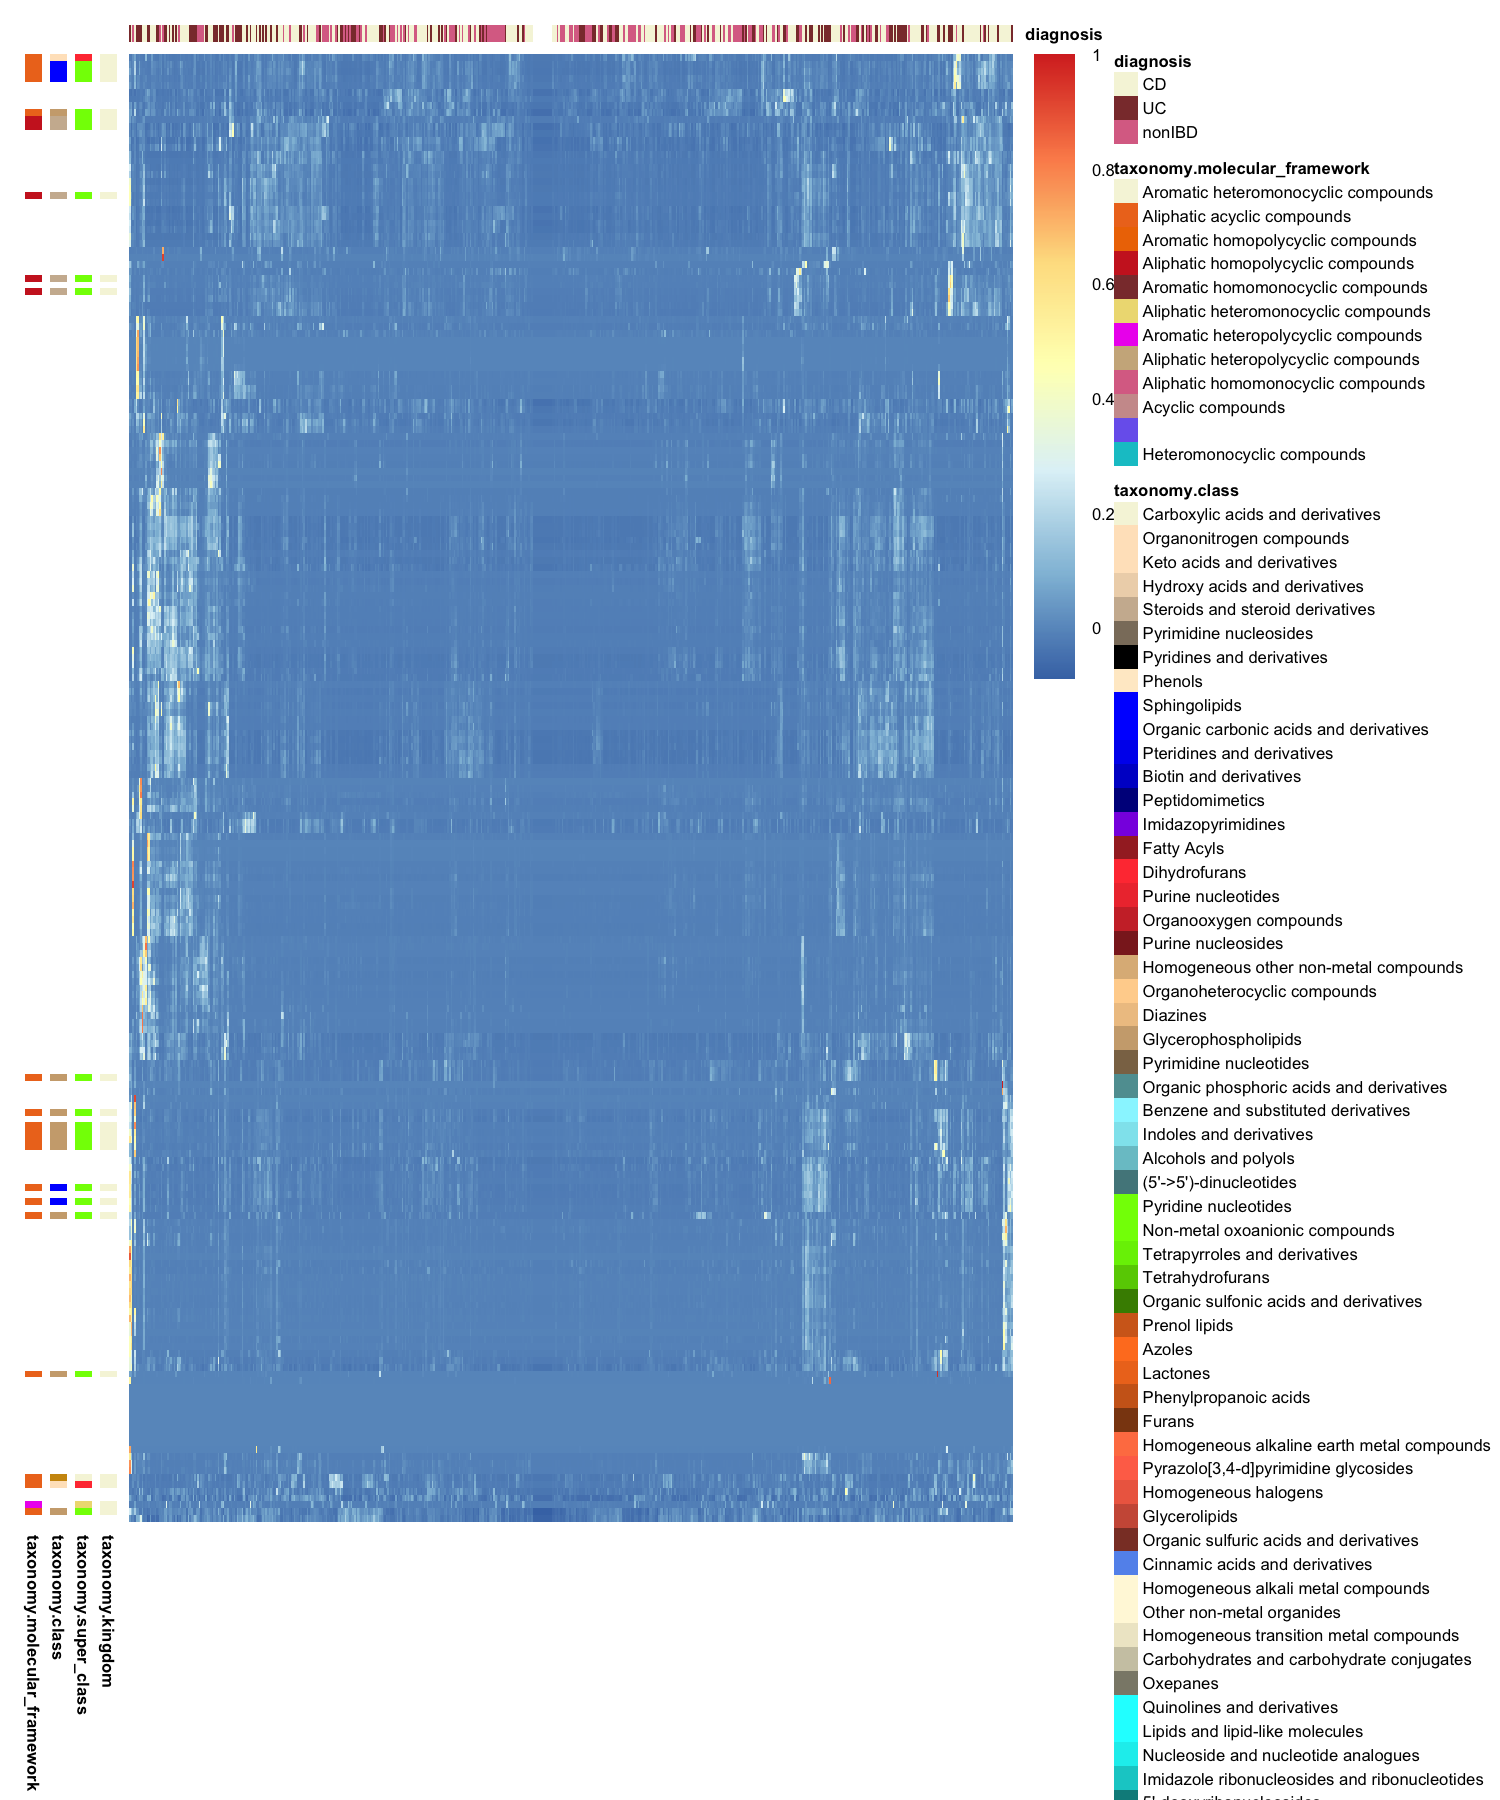 diagnosis
1
0.8
0.6
0.4
0.2
0
diagnosis
CD
UC
nonIBD
taxonomy.molecular_framework
Aromatic heteromonocyclic compounds
Aliphatic acyclic compounds
Aromatic homopolycyclic compounds
Aliphatic homopolycyclic compounds
Aromatic homomonocyclic compounds
Aliphatic heteromonocyclic compounds
Aromatic heteropolycyclic compounds
Aliphatic heteropolycyclic compounds
Aliphatic homomonocyclic compounds
Acyclic compounds
Heteromonocyclic compounds
taxonomy.class
Carboxylic acids and derivatives
Organonitrogen compounds
Keto acids and derivatives
Hydroxy acids and derivatives
Steroids and steroid derivatives
Pyrimidine nucleosides
Pyridines and derivatives
Phenols
Sphingolipids
Organic carbonic acids and derivatives
Pteridines and derivatives
Biotin and derivatives
Peptidomimetics
Imidazopyrimidines
Fatty Acyls
Dihydrofurans
Purine nucleotides
Organooxygen compounds
Purine nucleosides
Homogeneous other non-metal compounds
Organoheterocyclic compounds
Diazines
Glycerophospholipids
Pyrimidine nucleotides
Organic phosphoric acids and derivatives
Benzene and substituted derivatives
Indoles and derivatives
Alcohols and polyols
(5'->5')-dinucleotides
Pyridine nucleotides
Non-metal oxoanionic compounds
Tetrapyrroles and derivatives
Tetrahydrofurans
Organic sulfonic acids and derivatives
Prenol lipids
Azoles
Lactones
Phenylpropanoic acids
Furans
Homogeneous alkaline earth metal compounds
Pyrazolo[3,4-d]pyrimidine glycosides
Homogeneous halogens
Glycerolipids
Organic sulfuric acids and derivatives
Cinnamic acids and derivatives
Homogeneous alkali metal compounds
Other non-metal organides
Homogeneous transition metal compounds
Carbohydrates and carbohydrate conjugates
Oxepanes
Quinolines and derivatives
Lipids and lipid-like molecules
Nucleoside and nucleotide analogues
Imidazole ribonucleosides and ribonucleotides
taxonomy.molecular_framework
taxonomy.class
taxonomy.super_class
taxonomy.kingdom